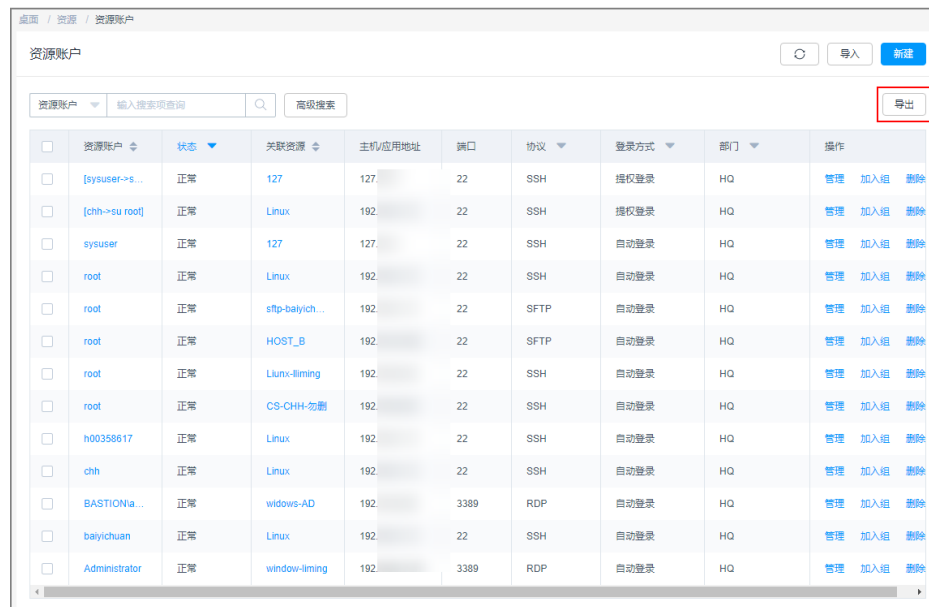 桌面 / 资源 / 资源账户
资源账户 导入 新建
资源账户 输入搜索项查询 高级搜索 导出
资源账户 状态 关联资源 主机/应用地址 端口 协议 登录方式 部门 操作
[sysuser->s... 正常 127 127. 22 SSH 提权登录 HQ 管理 加入组 删除
[chh->su root] 正常 Linux 192. 22 SSH 提权登录 HQ 管理 加入组 删除
sysuser 正常 127 127. 22 SSH 自动登录 HQ 管理 加入组 删除
root 正常 Linux 192. 22 SSH 自动登录 HQ 管理 加入组 删除
root 正常 sftp-baiyich... 192. 22 SFTP 自动登录 HQ 管理 加入组 删除
root 正常 HOST_B 192. 22 SFTP 自动登录 HQ 管理 加入组 删除
root 正常 Liunx-lliming 192. 22 SSH 自动登录 HQ 管理 加入组 删除
root 正常 CS-CHH-勿删 192. 22 SSH 自动登录 HQ 管理 加入组 删除
h00358617 正常 Linux 192. 22 SSH 自动登录 HQ 管理 加入组 删除
chh 正常 Linux 192. 22 SSH 自动登录 HQ 管理 加入组 删除
BASTION\a... 正常 widows-AD 192. 3389 RDP 自动登录 HQ 管理 加入组 删除
baiyichuan 正常 Linux 192. 22 SSH 自动登录 HQ 管理 加入组 删除
Administrator 正常 window-liming 192. 3389 RDP 自动登录 HQ 管理 加入组 删除